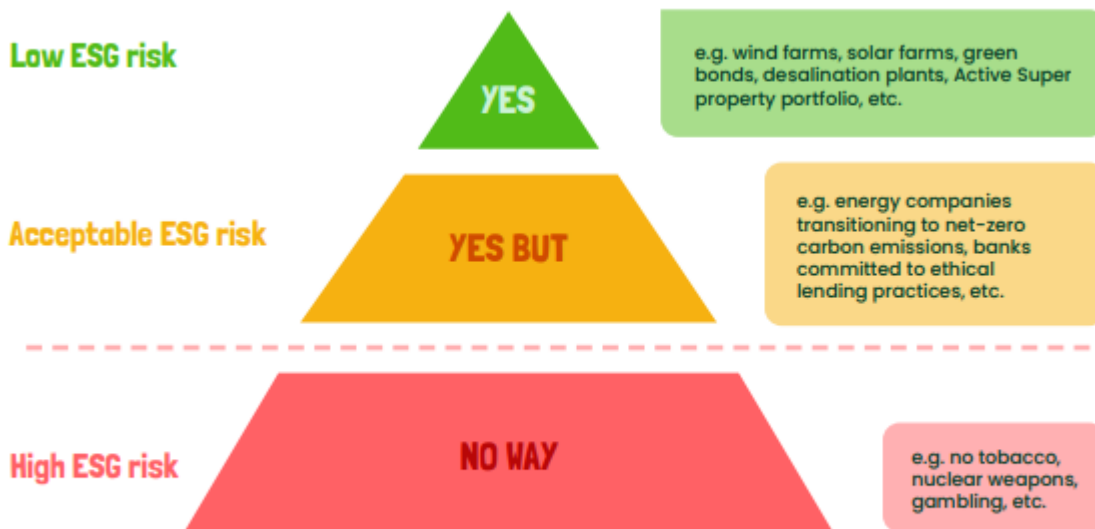 Low ESG risk
YES
e.g. wind farms, solar farms, green
bonds, desalination plants, Active Super
property portfolio, etc.
Acceptable ESG risk
YES BUT
e.g. energy companies
transitioning to net-zero
carbon emissions, banks
committed to ethical
lending practices, etc.
High ESG risk
NO WAY
e.g. no tobacco,
nuclear weapons,
gambling, etc.